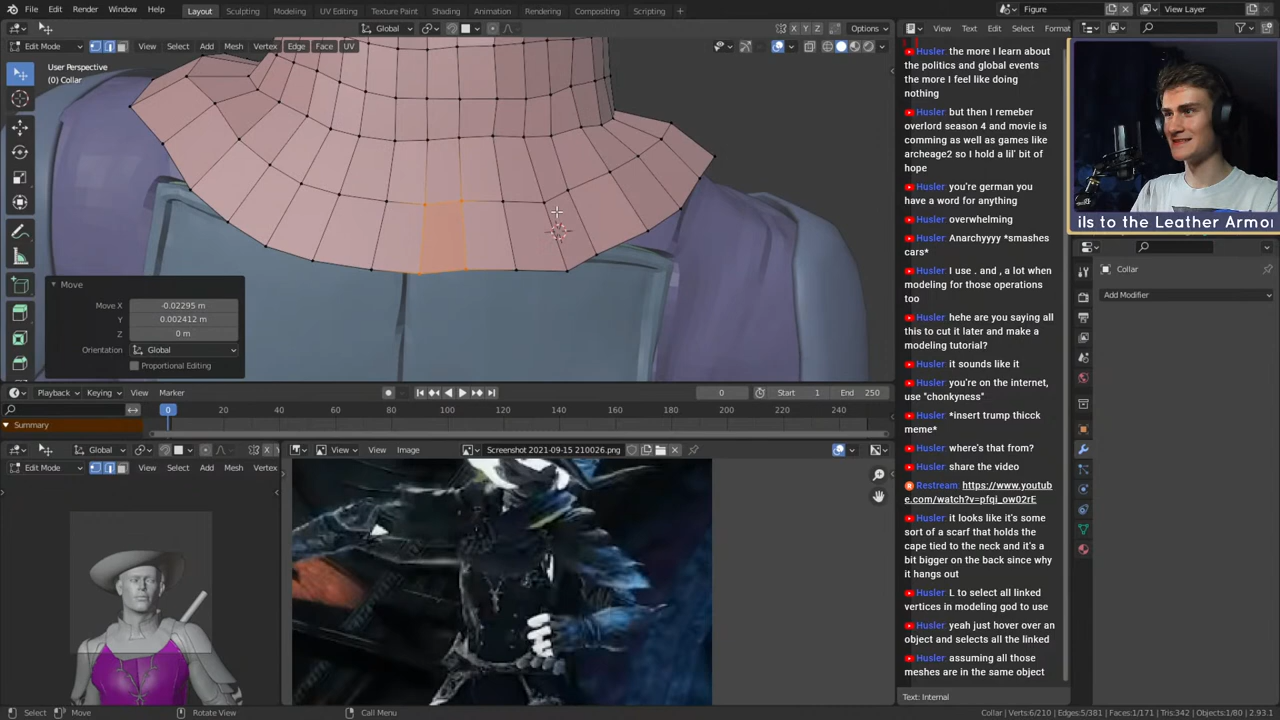 File Edit Render Window Help
Layout Sculpting Modeling UV Editing Texture Paint Shading Animation Rendering Compositing Scripting
Figure View Layer
Global Options
Edit Mode View Select Add Mesh Vertex Edge Face UV
User Perspective
(0) Collar
Move
Move X -0.02295 m
Y 0.002412 m
Z 0 m
Orientation Global
Proportional Editing
Playback Keying View Marker 0 Start 1 End 250
0 20 40 60 80 100 120 140 160 180 200 220 240
Summary
Global
Edit Mode View Select Add Mesh Vertex
View View Image Screenshot 2021-09-15 210026.png
View Text Edit Select Format
Husler the more I learn about
the politics and global events
the more I feel like doing
nothing
Husler but then I remeber
overlord season 4 and movie is
comming as well as games like
archeage2 so I hold a lil' bit of
hope
Husler you're german you
have a word for anything
Husler overwhelming
Husler Anarchyyyy *smashes
cars*
Husler I use . and , a lot when
modeling for those operations
too
Husler hehe are you saying all
this to cut it later and make a
modeling tutorial?
Husler it sounds like it
Husler you're on the internet,
use "chonkyness"
Husler *insert trump thicck
meme*
Husler where's that from?
Husler share the video
Restream https://www.youtub
e.com/watch?v=pfqi_ow02rE
Husler it looks like it's some
sort of a scarf that holds the
cape tied to the neck and it's a
bit bigger on the back since why
it hangs out
Husler L to select all linked
vertices in modeling god to use
Husler yeah just hover over an
object and selects all the linked
Husler assuming all those
meshes are in the same object
Text: Internal
ils to the Leather Armor
Collar
Add Modifier
Select Move Rotate View Call Menu
Collar | Verts:6/210 | Edges:5/381 | Faces:1/171 | Tris:342 | Objects:1/80 | 2.93.1